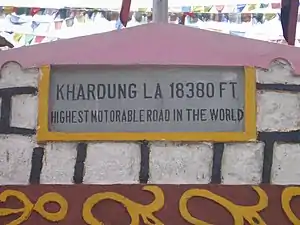 KHARDUNG LA 18380 FT
HIGHEST MOTORABLE ROAD IN THE WORLD